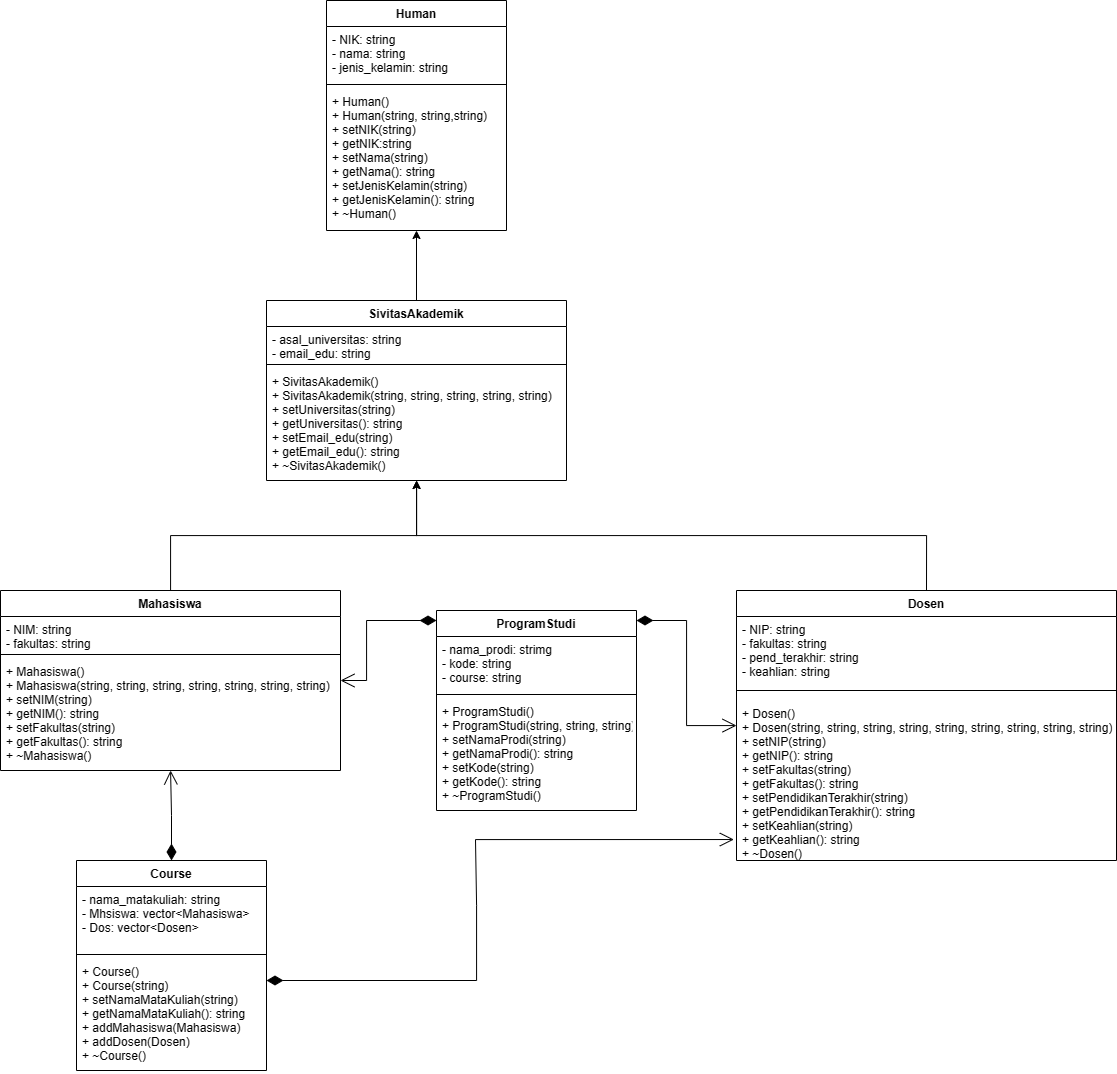 Human
- NIK: string
- nama: string
- jenis_kelamin: string
+ Human()
+ Human(string, string,string)
+ setNIK(string)
+ getNIK:string
+ setNama(string)
+ getNama(): string
+ setJenisKelamin(string)
+ getJenisKelamin(): string
+ ~Human()
SivitasAkademik
- asal_universitas: string
- email_edu: string
+ SivitasAkademik()
+ SivitasAkademik(string, string, string, string, string)
+ setUniversitas(string)
+ getUniversitas(): string
+ setEmail_edu(string)
+ getEmail_edu(): string
+ ~SivitasAkademik()
Mahasiswa
- NIM: string
- fakultas: string
+ Mahasiswa()
+ Mahasiswa(string, string, string, string, string, string, string)
+ setNIM(string)
+ getNIM(): string
+ setFakultas(string)
+ getFakultas(): string
+ ~Mahasiswa()
ProgramStudi
- nama_prodi: strimg
- kode: string
- course: string
+ ProgramStudi()
+ ProgramStudi(string, string, string)
+ setNamaProdi(string)
+ getNamaProdi(): string
+ setKode(string)
+ getKode(): string
+ ~ProgramStudi()
Dosen
- NIP: string
- fakultas: string
- pend_terakhir: string
- keahlian: string
+ Dosen()
+ Dosen(string, string, string, string, string, string, string, string, string)
+ setNIP(string)
+ getNIP(): string
+ setFakultas(string)
+ getFakultas(): string
+ setPendidikanTerakhir(string)
+ getPendidikanTerakhir(): string
+ setKeahlian(string)
+ getKeahlian(): string
+ ~Dosen()
Course
- nama_matakuliah: string
- Mhsiswa: vector<Mahasiswa>
- Dos: vector<Dosen>
+ Course()
+ Course(string)
+ setNamaMataKuliah(string)
+ getNamaMataKuliah(): string
+ addMahasiswa(Mahasiswa)
+ addDosen(Dosen)
+ ~Course()